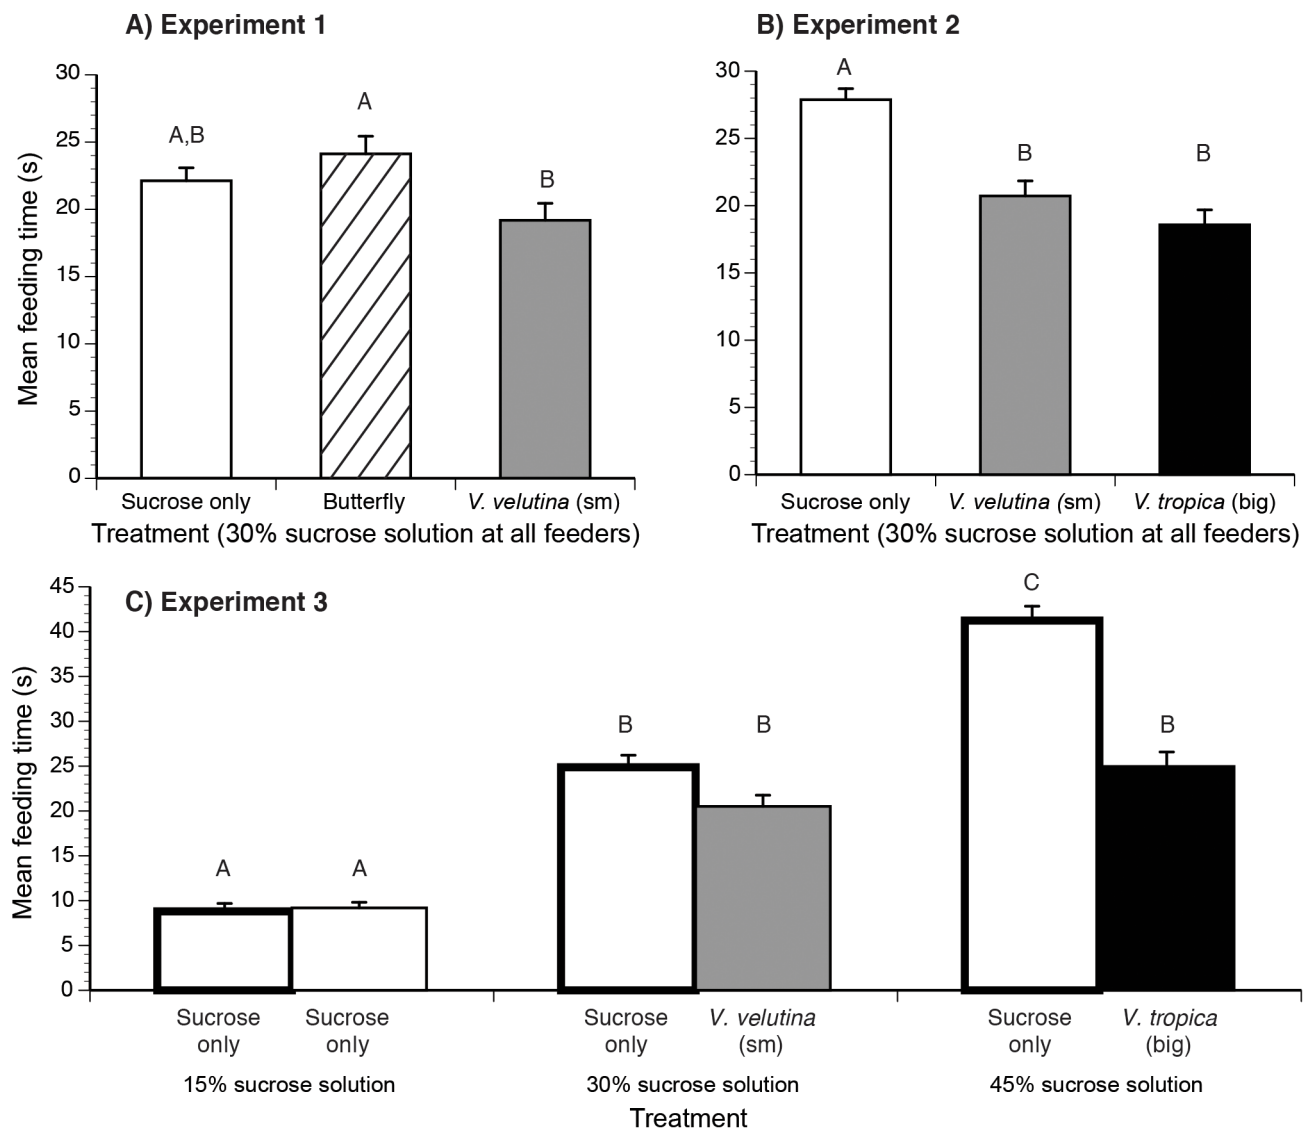 A) Experiment 1
Mean feeding time (s)
30
25
20
15
10
5
0
A,B
A
B
Sucrose only
Butterfly
V. velutina (sm)
Treatment (30% sucrose solution at all feeders)
B) Experiment 2
30
25
20
15
10
5
0
A
B
B
Sucrose only
V. velutina (sm)
V. tropica (big)
Treatment (30% sucrose solution at all feeders)
C) Experiment 3
Mean feeding time (s)
45
40
35
30
25
20
15
10
5
0
A
A
B
B
C
B
Sucrose
only
Sucrose
only
Sucrose
only
V. velutina
(sm)
Sucrose
only
V. tropica
(big)
15% sucrose solution
30% sucrose solution
45% sucrose solution
Treatment